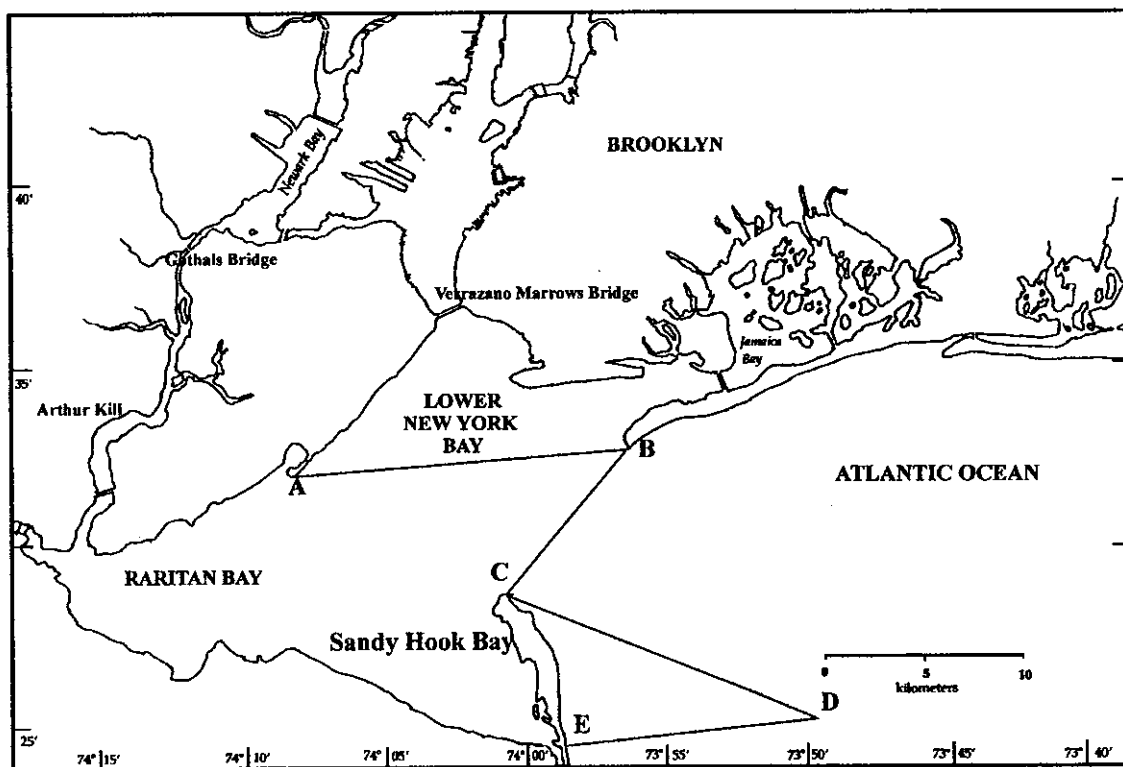 BROOKLYN
Newark Bay
40'
Gothals Bridge
Verrazano Marrows Bridge
Jamaica
Bay
35'
Arthur Kill
LOWER
NEW YORK
BAY
B
A
ATLANTIC OCEAN
C
RARITAN BAY
Sandy Hook Bay
0 5 10
kilometers
D
E
25'
74° 15' 74° 10' 74° 05' 74° 00' 73° 55' 73° 50' 73° 45' 73° 40'